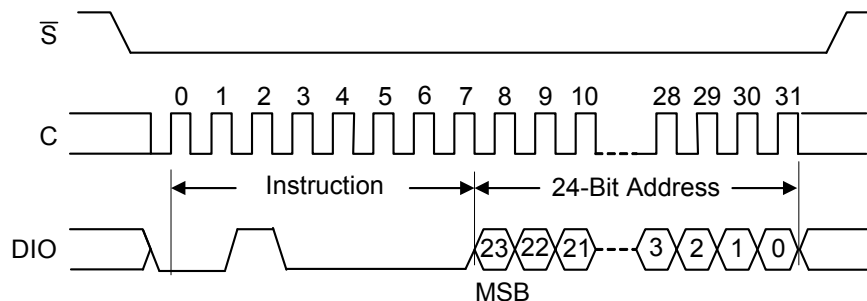 S̅
0 1 2 3 4 5 6 7 8 9 10 28 29 30 31
C
Instruction 24-Bit Address
DIO 23 22 21 3 2 1 0
MSB